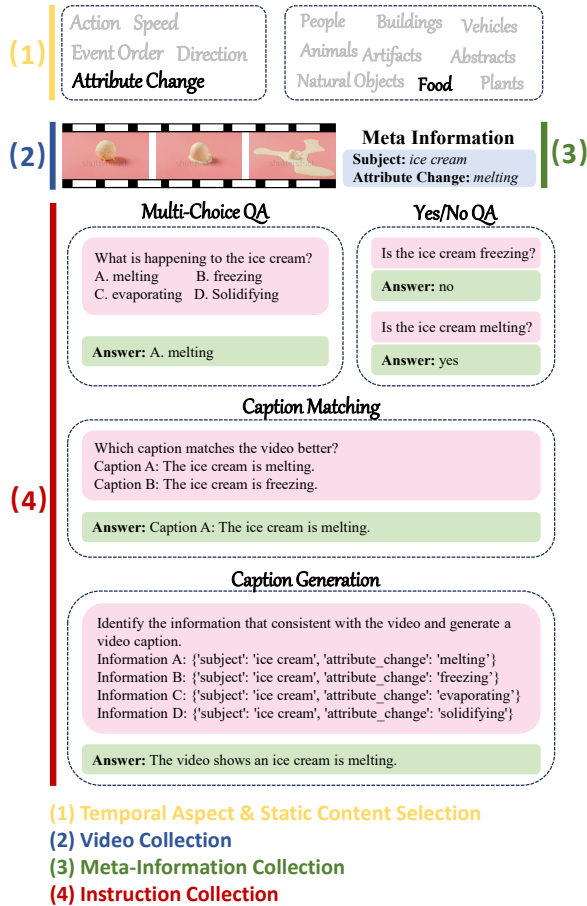 (1)
Action Speed
Event Order Direction
Attribute Change
People Buildings Vehicles
Animals Artifacts Abstracts
Natural Objects Food Plants
(2)
Meta Information
Subject: ice cream
Attribute Change: melting
(3)
(4)
Multi-Choice QA
What is happening to the ice cream?
A. melting B. freezing
C. evaporating D. Solidifying
Answer: A. melting
Yes/No QA
Is the ice cream freezing?
Answer: no
Is the ice cream melting?
Answer: yes
Caption Matching
Which caption matches the video better?
Caption A: The ice cream is melting.
Caption B: The ice cream is freezing.
Answer: Caption A: The ice cream is melting.
Caption Generation
Identify the information that consistent with the video and generate a
video caption.
Information A: {'subject': 'ice cream', 'attribute_change': 'melting'}
Information B: {'subject': 'ice cream', 'attribute_change': 'freezing'}
Information C: {'subject': 'ice cream', 'attribute_change': 'evaporating'}
Information D: {'subject': 'ice cream', 'attribute_change': 'solidifying'}
Answer: The video shows an ice cream is melting.
(1) Temporal Aspect & Static Content Selection
(2) Video Collection
(3) Meta-Information Collection
(4) Instruction Collection